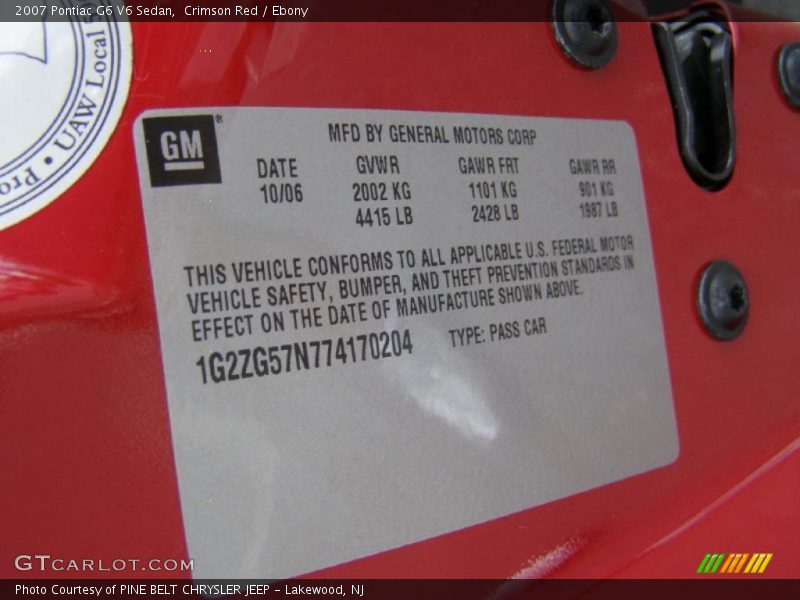 2007 Pontiac G6 V6 Sedan, Crimson Red / Ebony
UAW Local 5
Pro
GM®
MFD BY GENERAL MOTORS CORP
DATE GVWR GAWR FRT GAWR RR
10/06 2002 KG 1101 KG 901 KG
4415 LB 2428 LB 1987 LB
THIS VEHICLE CONFORMS TO ALL APPLICABLE U.S. FEDERAL MOTOR
VEHICLE SAFETY, BUMPER, AND THEFT PREVENTION STANDARDS IN
EFFECT ON THE DATE OF MANUFACTURE SHOWN ABOVE.
1G2ZG57N774170204 TYPE: PASS CAR
GTCARLOT.COM
Photo Courtesy of PINE BELT CHRYSLER JEEP - Lakewood, NJ